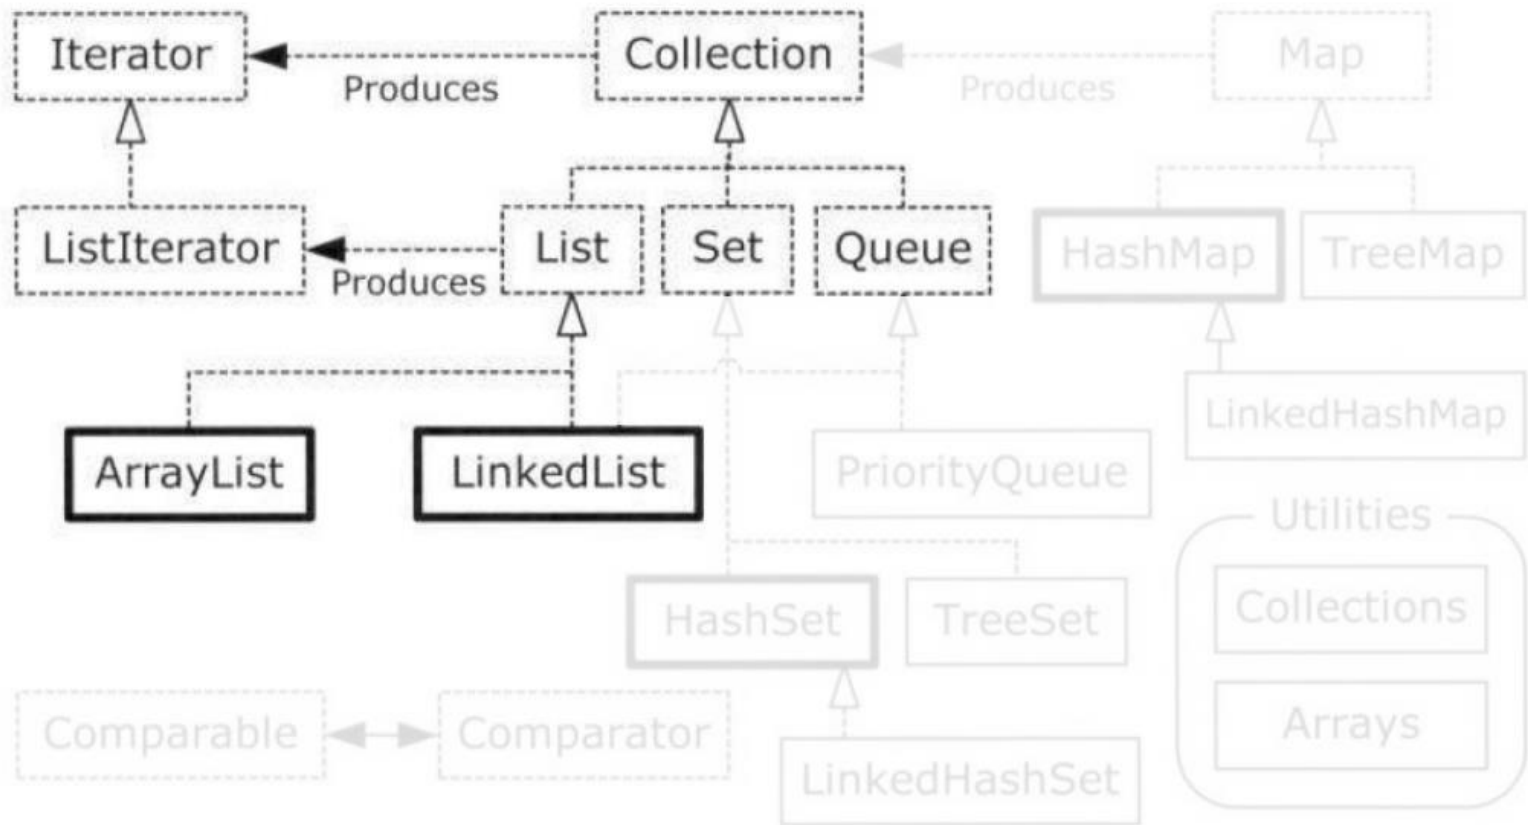 Iterator
Produces
Collection
Produces
Map
ListIterator
Produces
List
Set
Queue
HashMap
TreeMap
LinkedHashMap
ArrayList
LinkedList
PriorityQueue
Utilities
Collections
Arrays
HashSet
TreeSet
Comparable
Comparator
LinkedHashSet